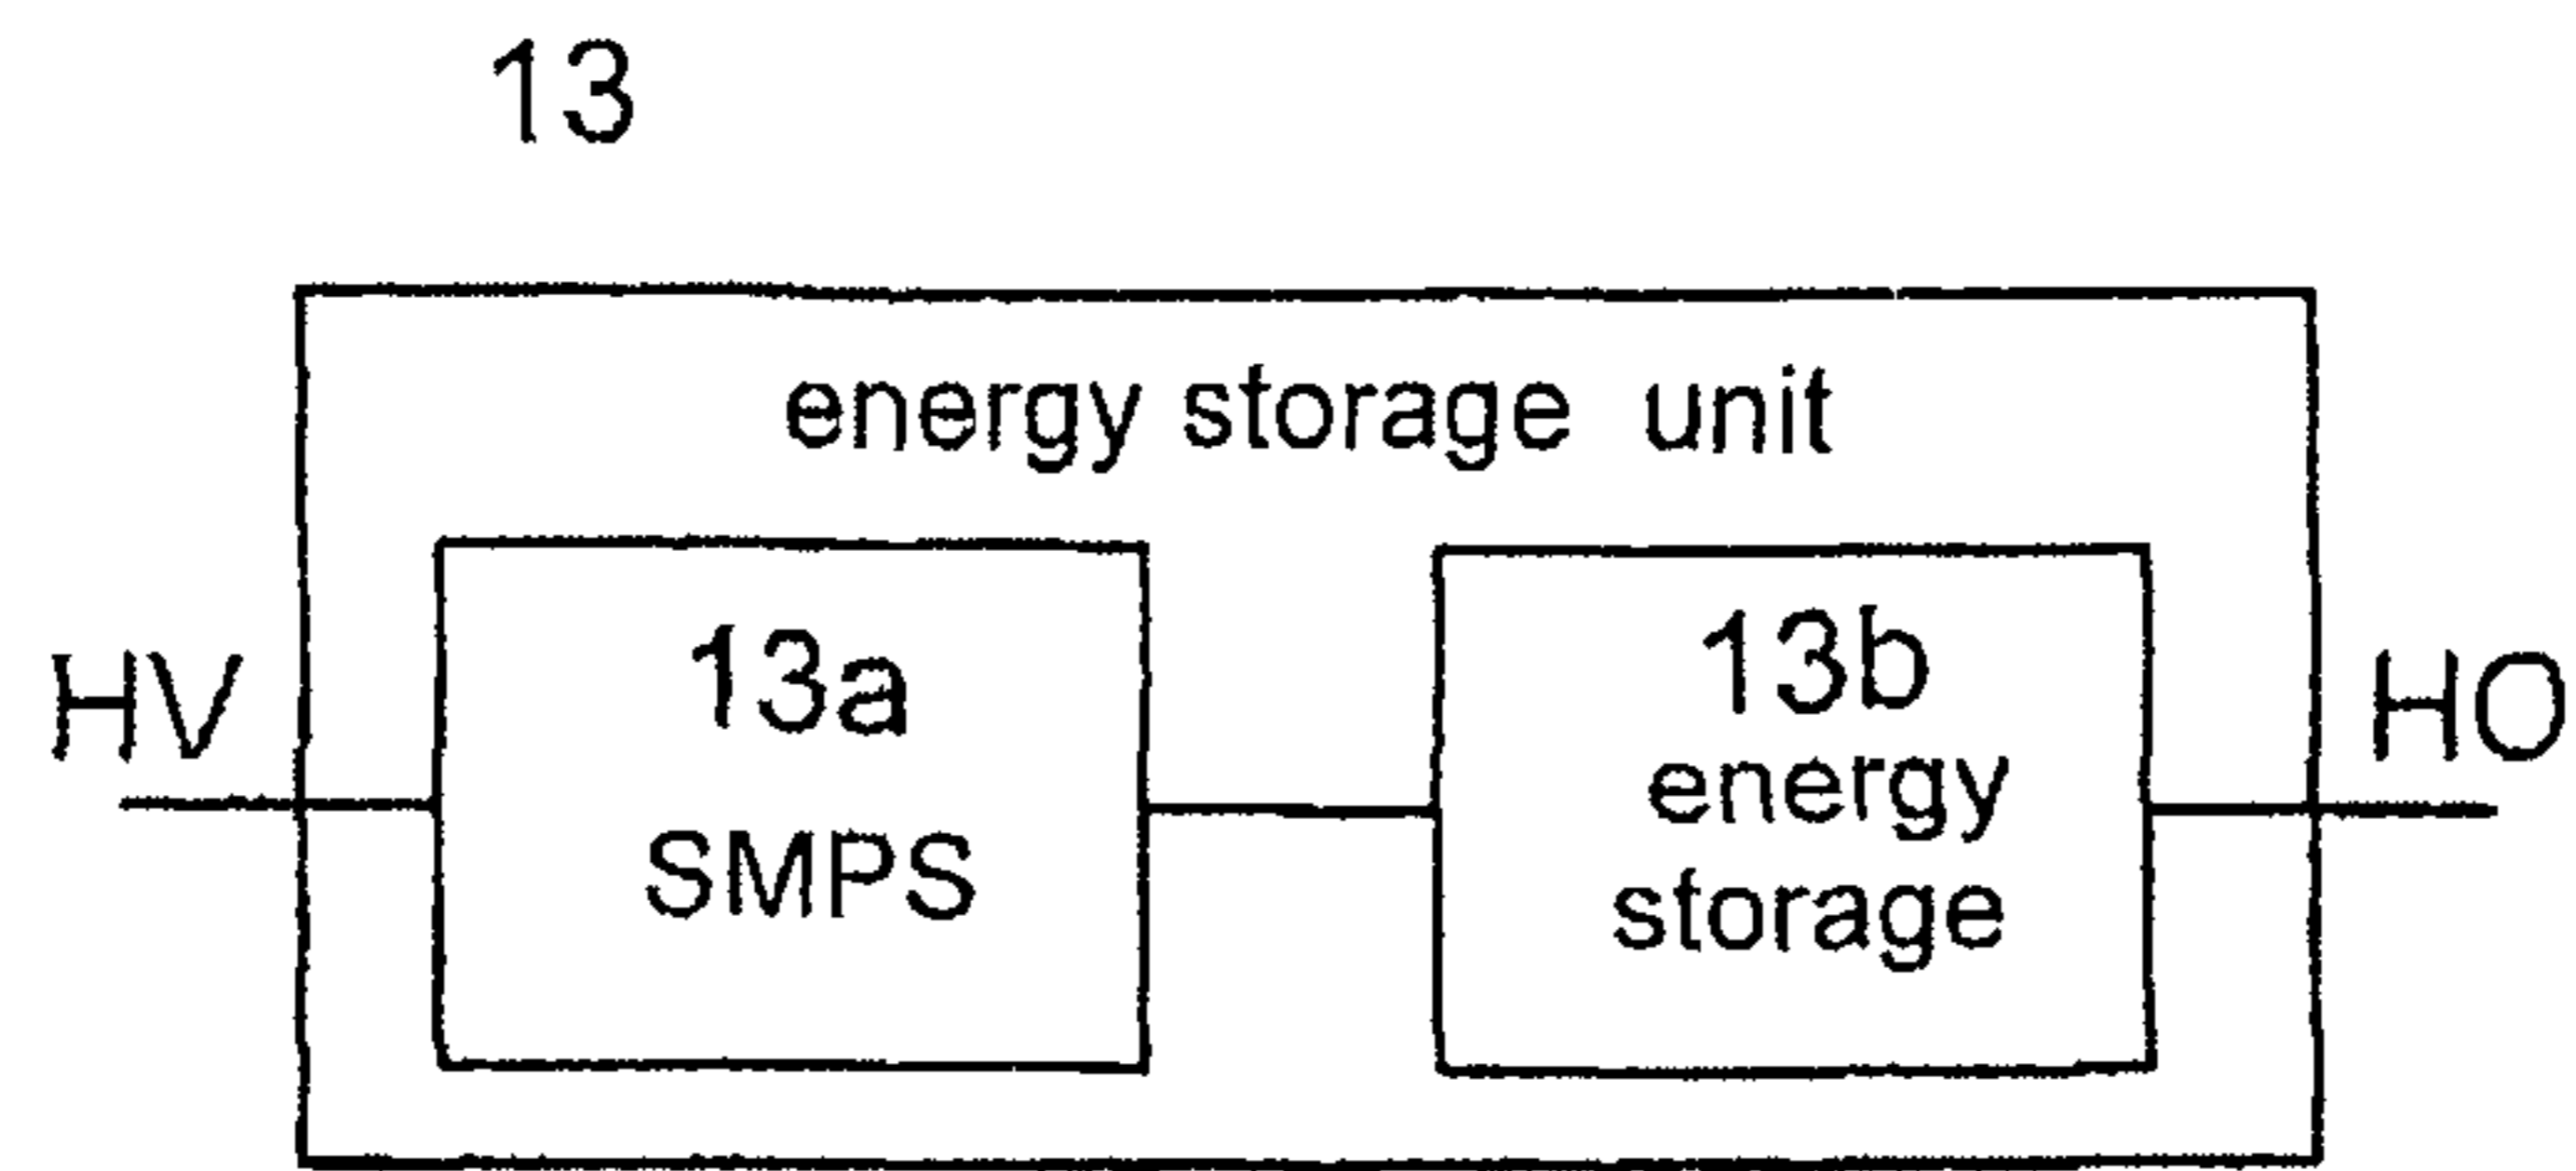 13
energy storage unit
HV
13a
SMPS
13b
energy
storage
HO